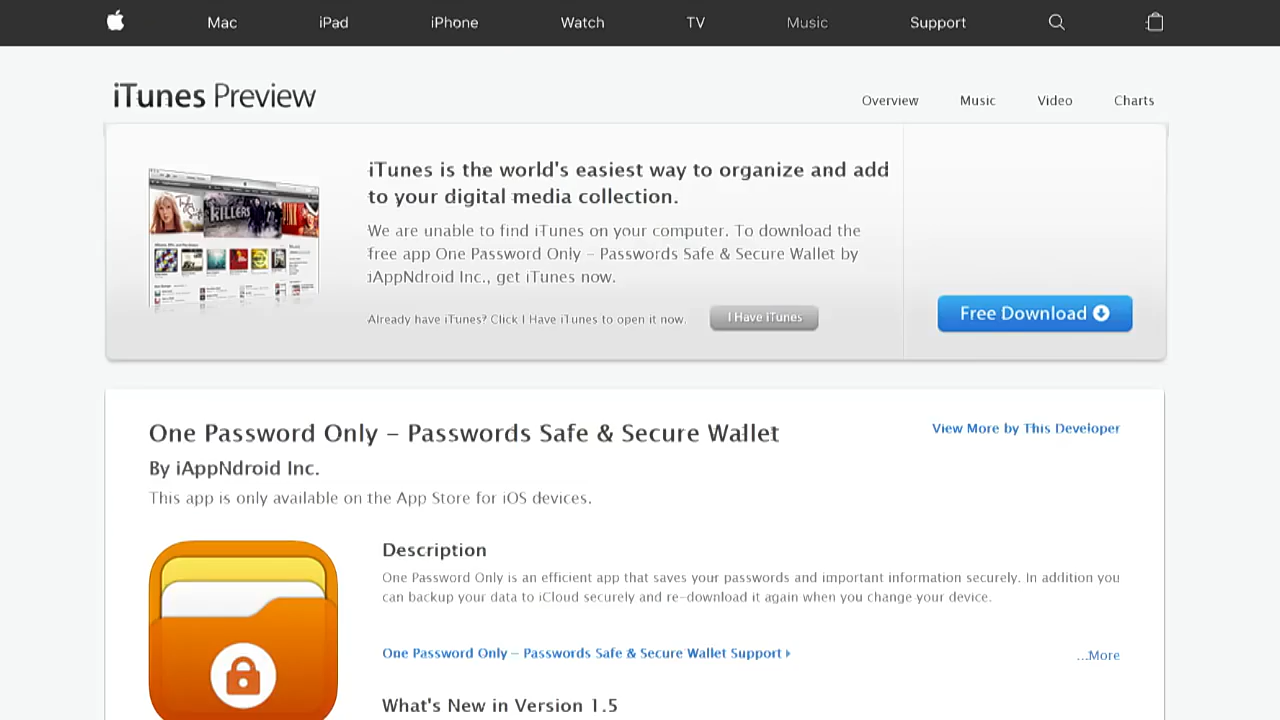 Mac iPad iPhone Watch TV Music Support
iTunes Preview
Overview Music Video Charts
iTunes is the world's easiest way to organize and add
to your digital media collection.
We are unable to find iTunes on your computer. To download the
free app One Password Only – Passwords Safe & Secure Wallet by
iAppNdroid Inc., get iTunes now.
Already have iTunes? Click I Have iTunes to open it now.
I Have iTunes
Free Download
KILLERS
One Password Only – Passwords Safe & Secure Wallet
View More by This Developer
By iAppNdroid Inc.
This app is only available on the App Store for iOS devices.
Description
One Password Only is an efficient app that saves your passwords and important information securely. In addition you
can backup your data to iCloud securely and re-download it again when you change your device.
One Password Only – Passwords Safe & Secure Wallet Support
...More
What's New in Version 1.5